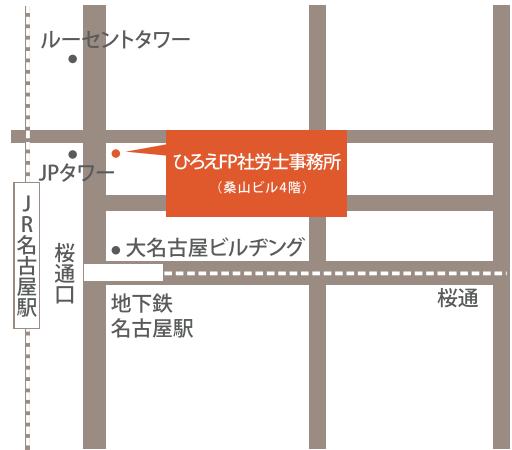 ルーセントタワー
ひろえFP社労士事務所
（桑山ビル4階）
JPタワー
JR名古屋駅
桜通口
大名古屋ビルヂング
地下鉄
名古屋駅
桜通